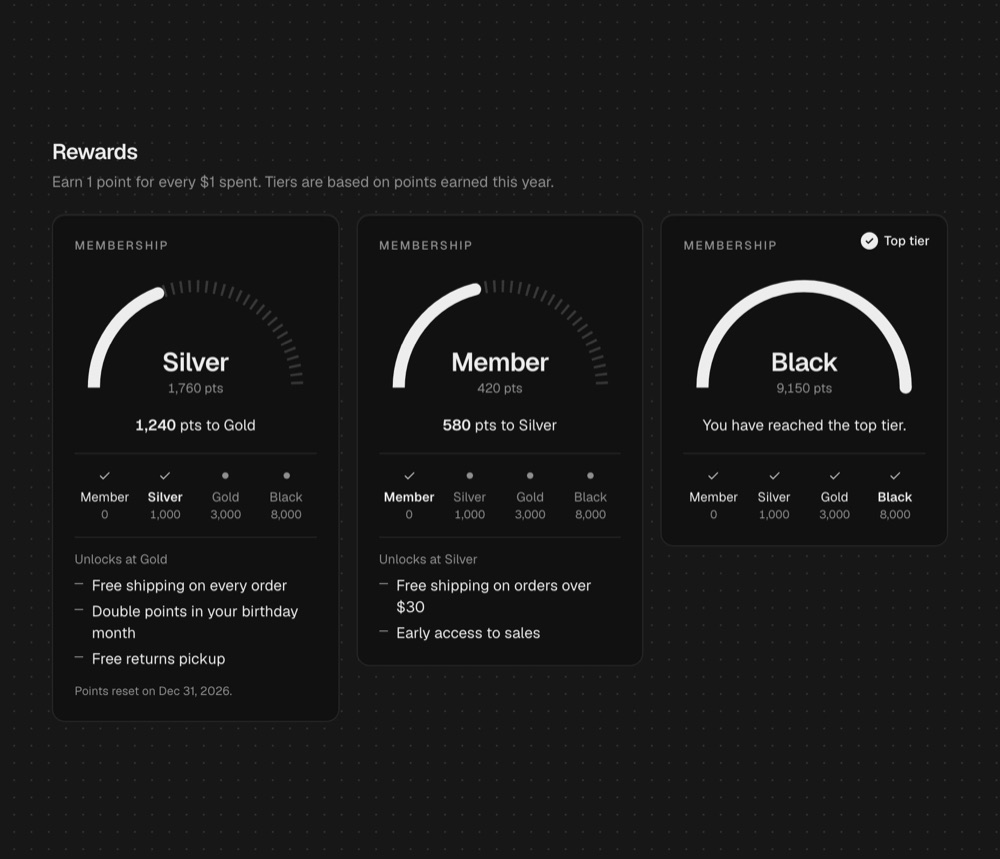 Rewards
Earn 1 point for every $1 spent. Tiers are based on points earned this year.
MEMBERSHIP
Silver
1,760 pts
1,240 pts to Gold
Member Silver Gold Black
0 1,000 3,000 8,000
Unlocks at Gold
Free shipping on every order
Double points in your birthday
month
Free returns pickup
Points reset on Dec 31, 2026.
MEMBERSHIP
Member
420 pts
580 pts to Silver
Member Silver Gold Black
0 1,000 3,000 8,000
Unlocks at Silver
Free shipping on orders over
$30
Early access to sales
MEMBERSHIP
Top tier
Black
9,150 pts
You have reached the top tier.
Member Silver Gold Black
0 1,000 3,000 8,000